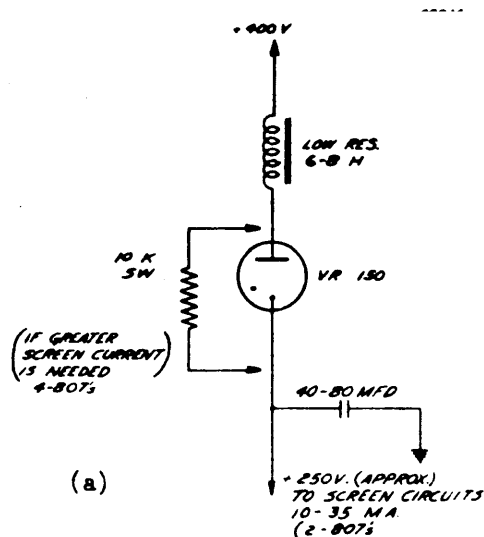 +400V
LOW RES.
6-8 H
10 K
5W
VR 150
(IF GREATER
SCREEN CURRENT
IS NEEDED
4-807's)
40-80 MFD
+250V. (APPROX.)
TO SCREEN CIRCUITS
10-35 MA.
(2-807's
(a)